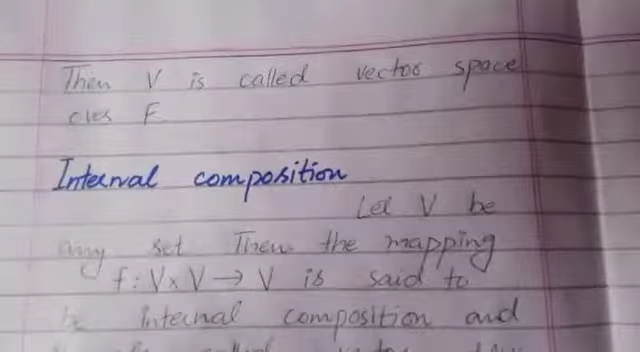 Then V is called vector space
over F
Internal composition
Let V be
any set Then the mapping
f : V × V → V is said to
be Internal composition and